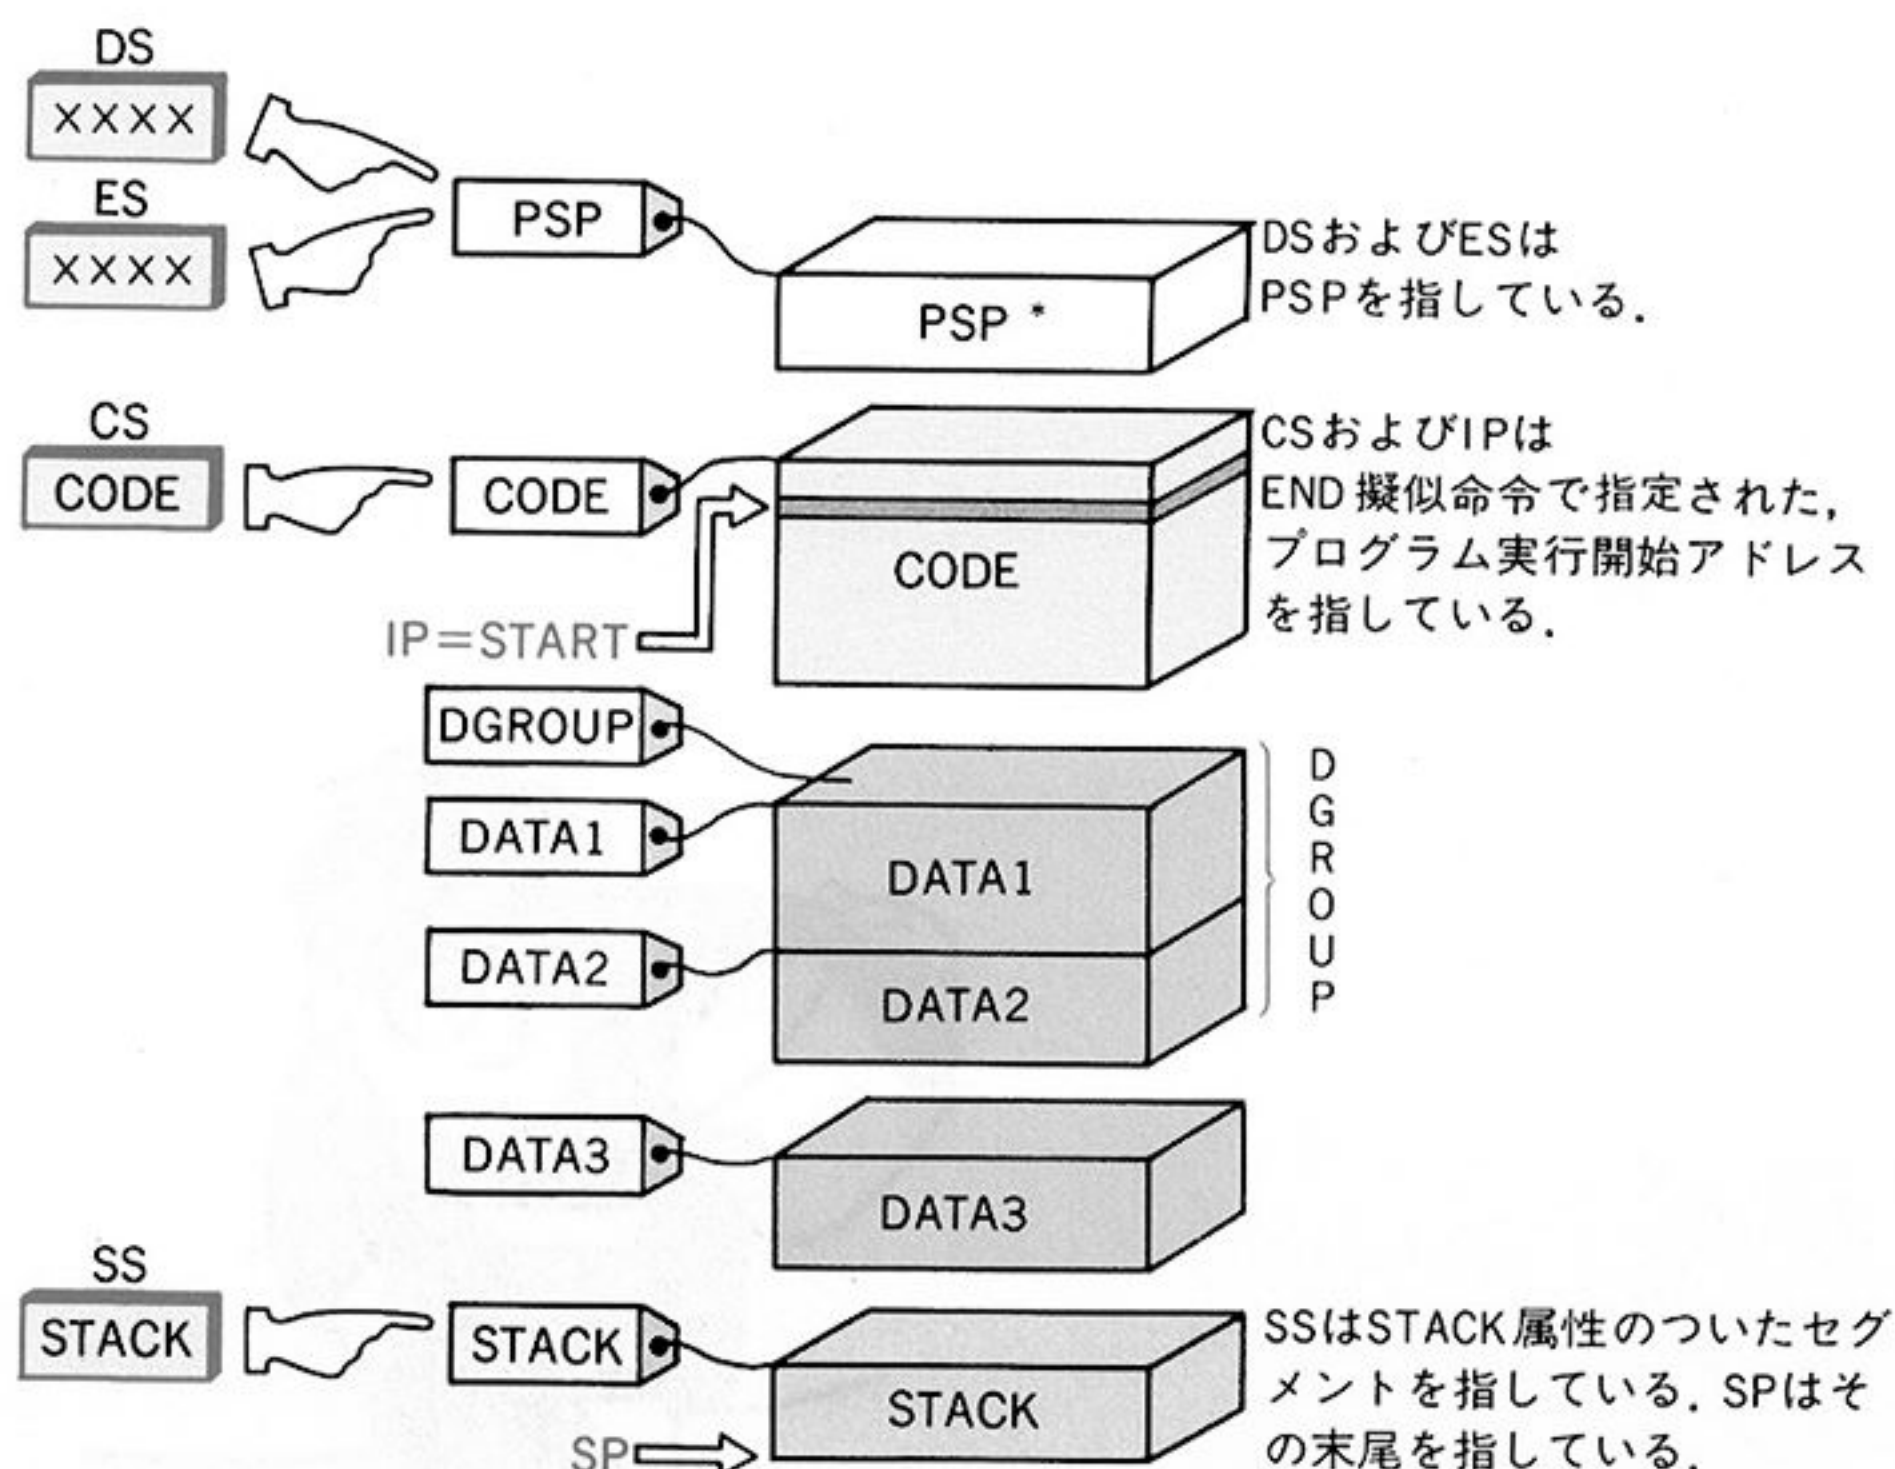 DS
××××
ES
××××
PSP
PSP *
DSおよびESは
PSPを指している.
CS
CODE
CODE
CODE
IP=START
CSおよびIPは
END擬似命令で指定された,
プログラム実行開始アドレス
を指している.
DGROUP
DATA1
DATA2
DATA1
DATA2
DGROUP
DATA3
DATA3
SS
STACK
STACK
STACK
SP
SSはSTACK属性のついたセグ
メントを指している. SPはそ
の末尾を指している.